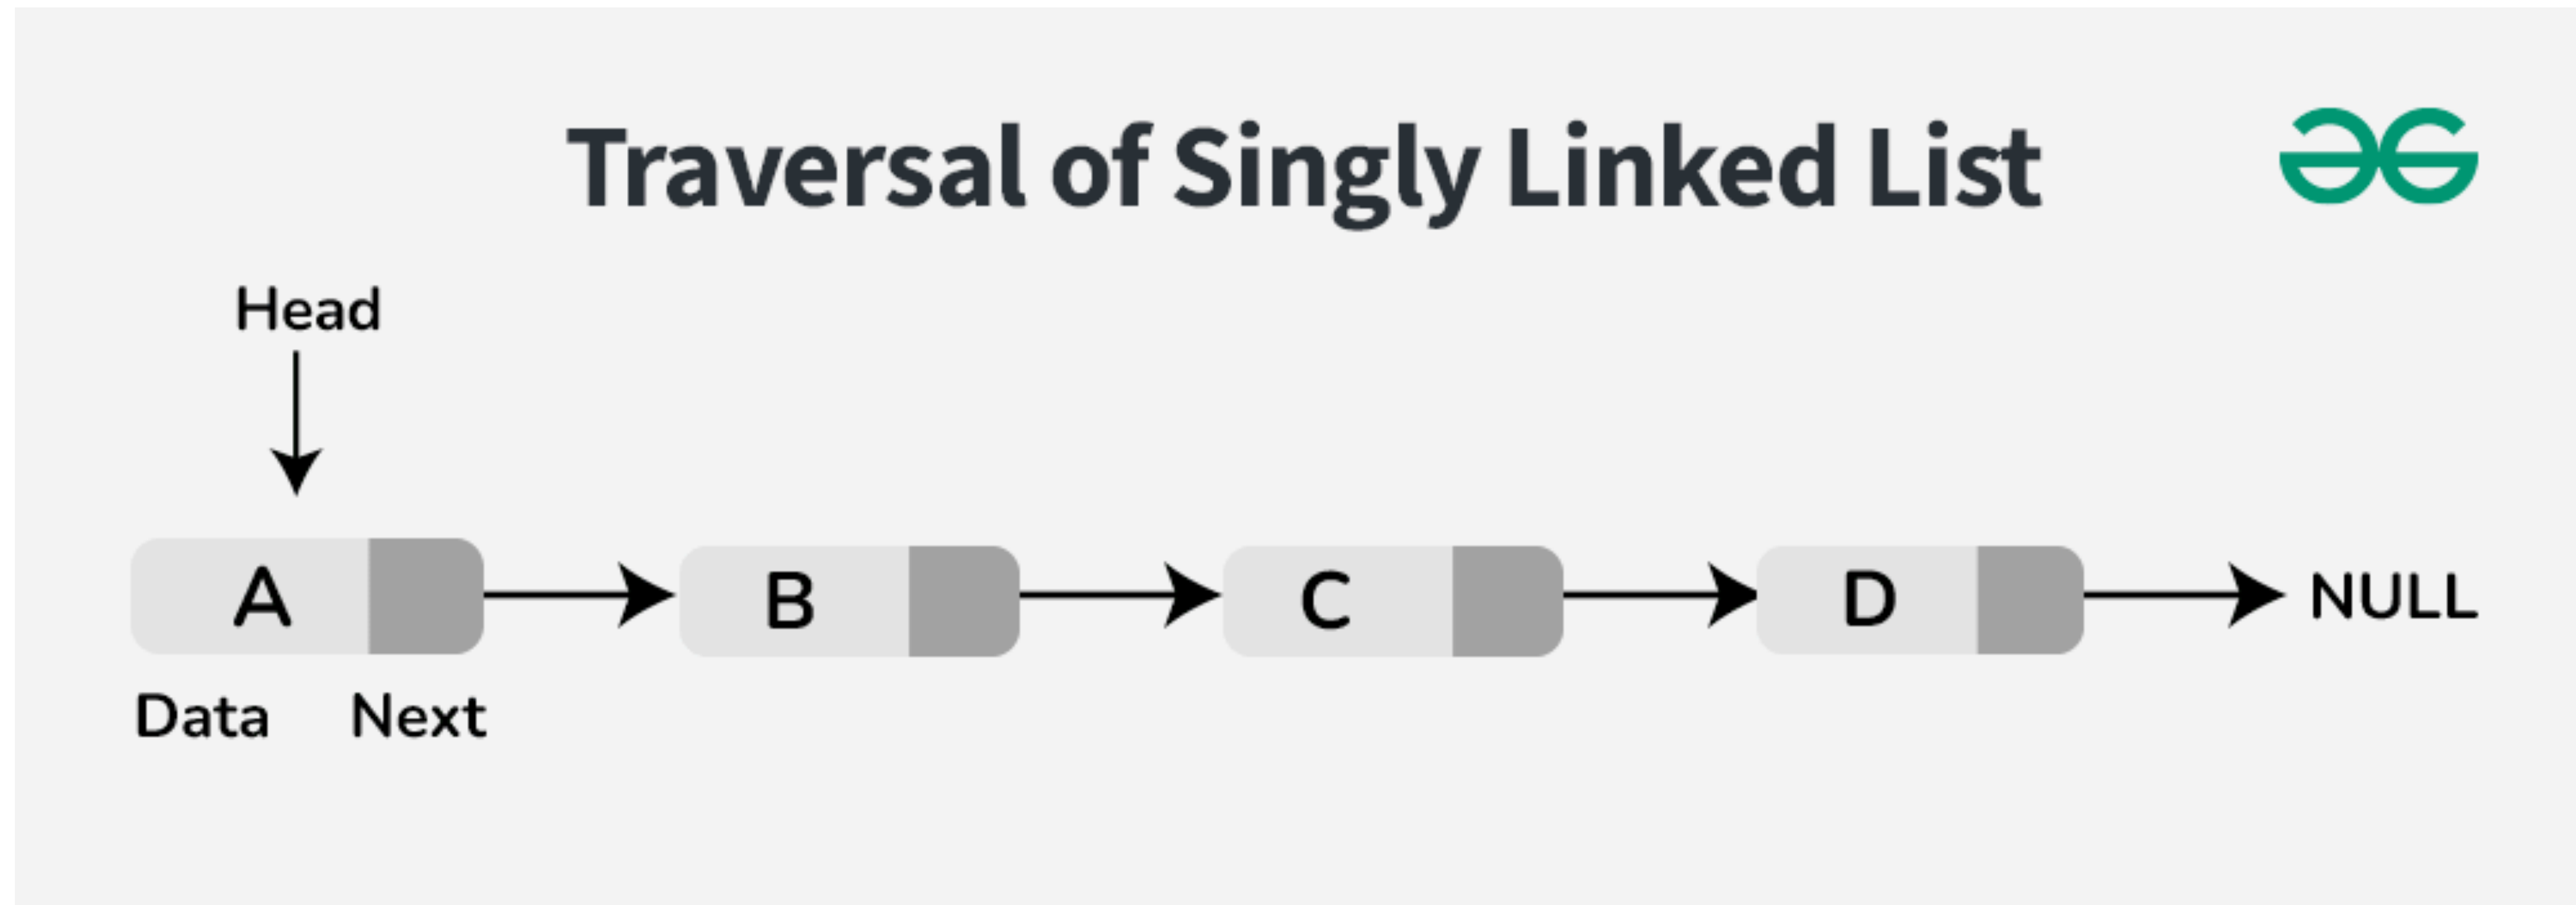 Traversal of Singly Linked List
Head
A
B
C
D
NULL
Data
Next